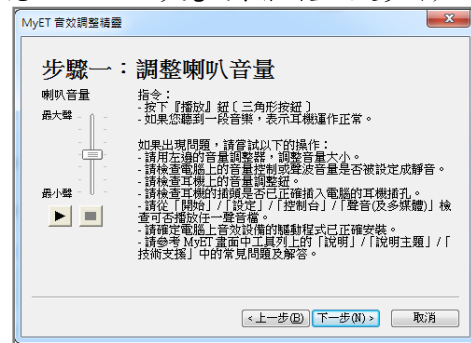 MyET 音效調整精靈
步驟一：調整喇叭音量
喇叭音量
最大聲
最小聲
指令：
- 按下『播放』鈕〔三角形按鈕〕
- 如果您聽到一段音樂，表示耳機運作正常。
如果出現問題，請嘗試以下的操作：
- 請用左邊的音量調整器，調整音量大小。
- 請檢查電腦上的音量控制或聲波音量是否被設定成靜音。
- 請檢查耳機上的音量調整鈕。
- 請檢查耳機的插頭是否已正確插入電腦的耳機插孔。
- 請從「開始」/「設定」/「控制台」/「聲音(及多媒體)」檢
查可否播放任一聲音檔。
- 請確定電腦上音效設備的驅動程式已正確安裝。
- 請參考 MyET 畫面中工具列上的「說明」/「說明主題」/「
技術支援」中的常見問題及解答。
<上一步(B)
下一步(N) >
取消